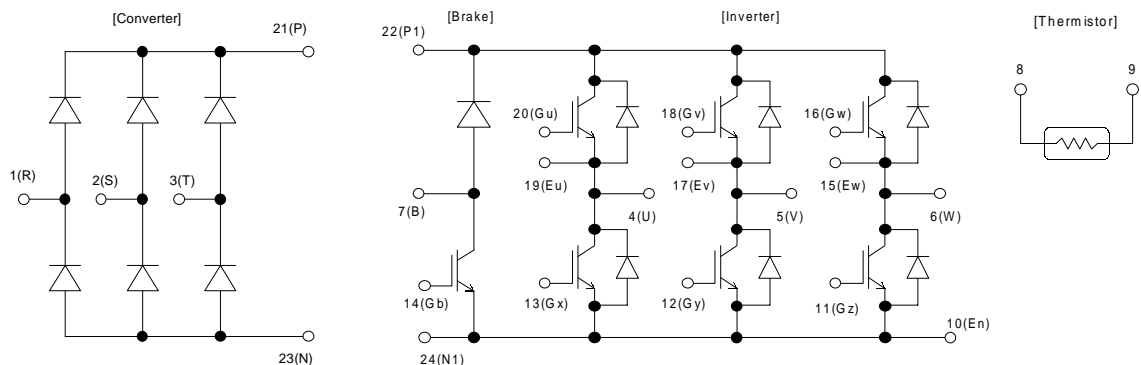 [Converter]
21(P)
1(R)
2(S)
3(T)
23(N)
[Brake]
[Inverter]
22(P1)
20(Gu)
18(Gv)
16(Gw)
19(Eu)
17(Ev)
15(Ew)
7(B)
4(U)
5(V)
6(W)
14(Gb)
13(Gx)
12(Gy)
11(Gz)
24(N1)
10(En)
[Thermistor]
8
9